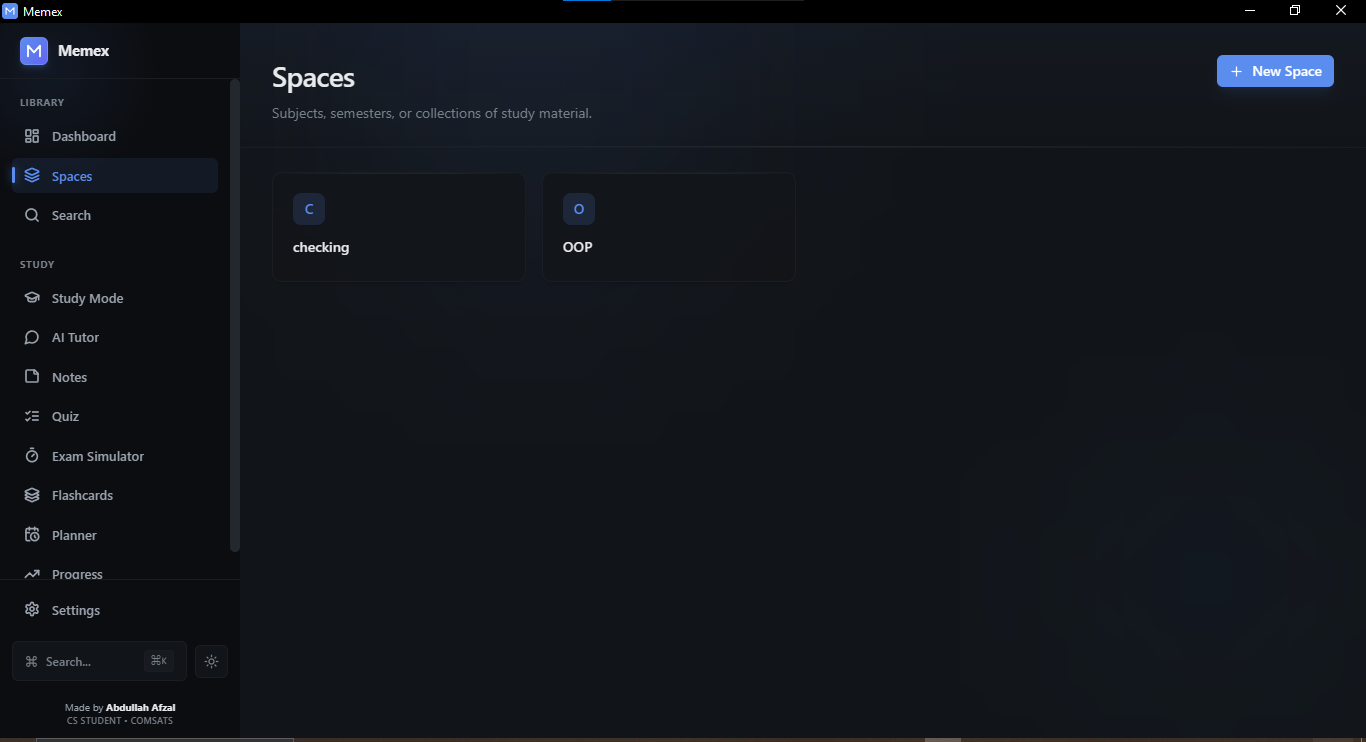 M Memex
M Memex
LIBRARY
Dashboard
Spaces
Search
STUDY
Study Mode
AI Tutor
Notes
Quiz
Exam Simulator
Flashcards
Planner
Progress
Settings
⌘ Search... ⌘K
Made by Abdullah Afzal
CS STUDENT • COMSATS
Spaces
+ New Space
Subjects, semesters, or collections of study material.
C
checking
O
OOP